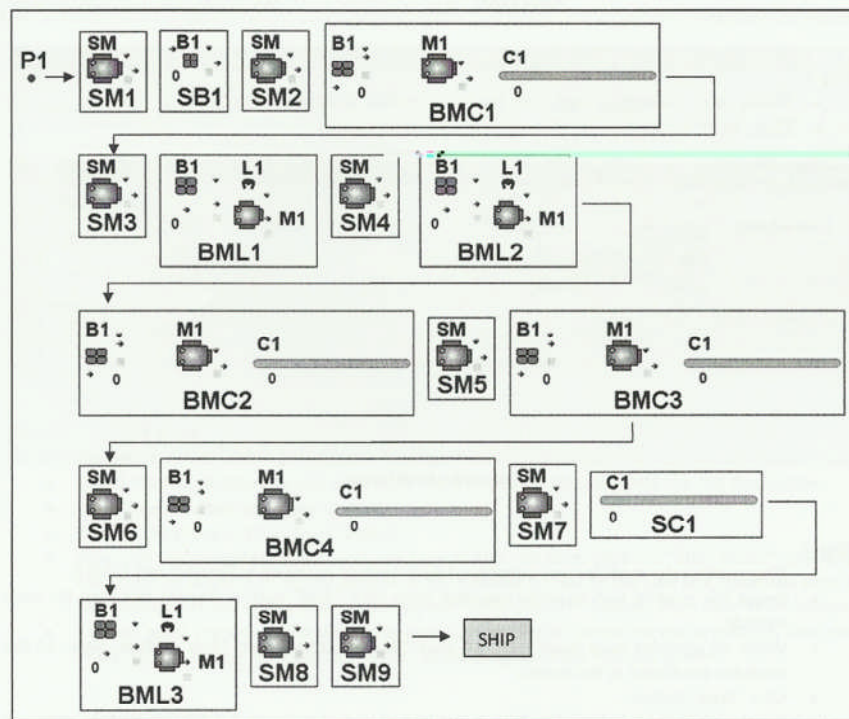 P1
SM
SM1
B1
0
SB1
SM
SM2
B1
0
M1
C1
0
BMC1
SM
SM3
B1
0
L1
M1
BML1
SM
SM4
B1
0
L1
M1
BML2
B1
0
M1
C1
0
BMC2
SM
SM5
B1
0
M1
C1
0
BMC3
SM
SM6
B1
0
M1
C1
0
BMC4
SM
SM7
C1
0
SC1
B1
0
L1
M1
BML3
SM
SM8
SM
SM9
SHIP